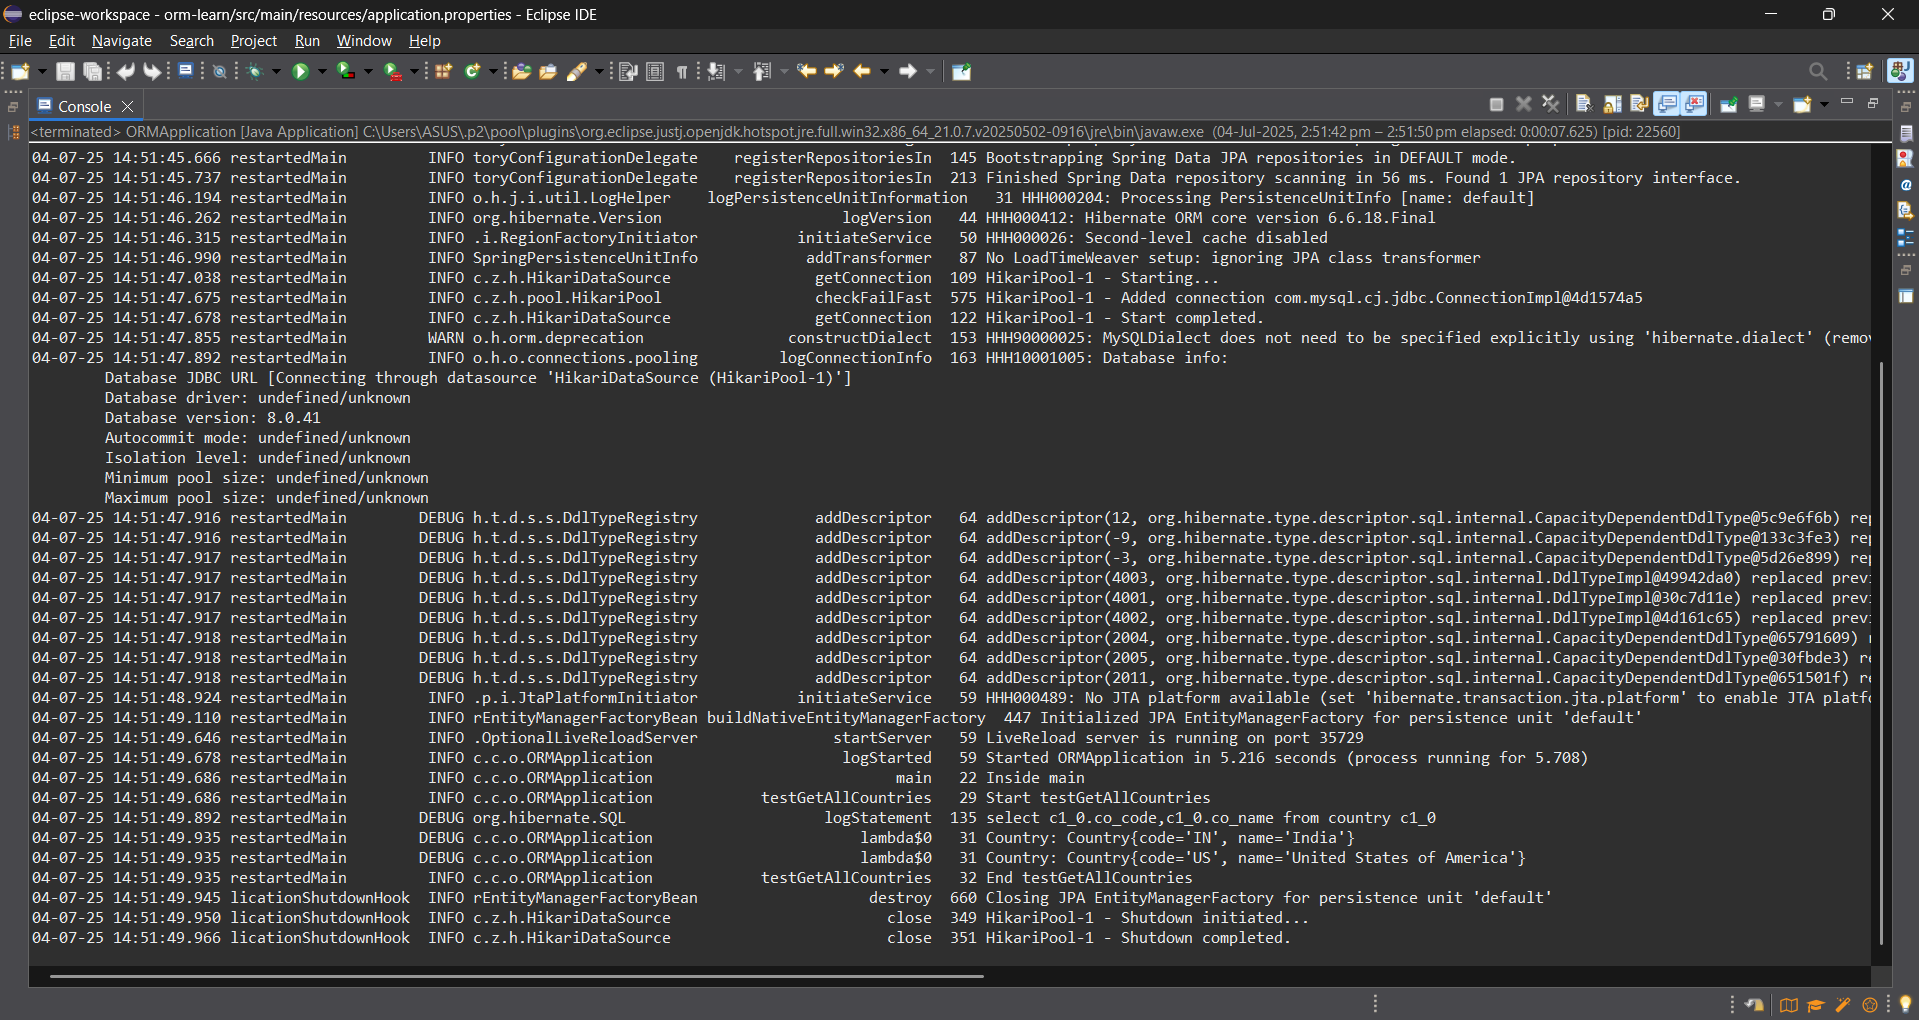 eclipse-workspace - orm-learn/src/main/resources/application.properties - Eclipse IDE
File Edit Navigate Search Project Run Window Help
Console
<terminated> ORMApplication [Java Application] C:\Users\ASUS\.p2\pool\plugins\org.eclipse.justj.openjdk.hotspot.jre.full.win32.x86_64_21.0.7.v20250502-0916\jre\bin\javaw.exe (04-Jul-2025, 2:51:42 pm – 2:51:50 pm elapsed: 0:00:07.625) [pid: 22560]
04-07-25 14:51:45.666 restartedMain INFO toryConfigurationDelegate registerRepositoriesIn 145 Bootstrapping Spring Data JPA repositories in DEFAULT mode.
04-07-25 14:51:45.737 restartedMain INFO toryConfigurationDelegate registerRepositoriesIn 213 Finished Spring Data repository scanning in 56 ms. Found 1 JPA repository interface.
04-07-25 14:51:46.194 restartedMain INFO o.h.j.i.util.LogHelper logPersistenceUnitInformation 31 HHH000204: Processing PersistenceUnitInfo [name: default]
04-07-25 14:51:46.262 restartedMain INFO org.hibernate.Version logVersion 44 HHH000412: Hibernate ORM core version 6.6.18.Final
04-07-25 14:51:46.315 restartedMain INFO .i.RegionFactoryInitiator initiateService 50 HHH000026: Second-level cache disabled
04-07-25 14:51:46.990 restartedMain INFO SpringPersistenceUnitInfo addTransformer 87 No LoadTimeWeaver setup: ignoring JPA class transformer
04-07-25 14:51:47.038 restartedMain INFO c.z.h.HikariDataSource getConnection 109 HikariPool-1 - Starting...
04-07-25 14:51:47.675 restartedMain INFO c.z.h.pool.HikariPool checkFailFast 575 HikariPool-1 - Added connection com.mysql.cj.jdbc.ConnectionImpl@4d1574a5
04-07-25 14:51:47.678 restartedMain INFO c.z.h.HikariDataSource getConnection 122 HikariPool-1 - Start completed.
04-07-25 14:51:47.855 restartedMain WARN o.h.orm.deprecation constructDialect 153 HHH90000025: MySQLDialect does not need to be specified explicitly using 'hibernate.dialect' (remov
04-07-25 14:51:47.892 restartedMain INFO o.h.o.connections.pooling logConnectionInfo 163 HHH10001005: Database info:
Database JDBC URL [Connecting through datasource 'HikariDataSource (HikariPool-1)']
Database driver: undefined/unknown
Database version: 8.0.41
Autocommit mode: undefined/unknown
Isolation level: undefined/unknown
Minimum pool size: undefined/unknown
Maximum pool size: undefined/unknown
04-07-25 14:51:47.916 restartedMain DEBUG h.t.d.s.s.DdlTypeRegistry addDescriptor 64 addDescriptor(12, org.hibernate.type.descriptor.sql.internal.CapacityDependentDdlType@5c9e6f6b) rep
04-07-25 14:51:47.916 restartedMain DEBUG h.t.d.s.s.DdlTypeRegistry addDescriptor 64 addDescriptor(-9, org.hibernate.type.descriptor.sql.internal.CapacityDependentDdlType@133c3fe3) rep
04-07-25 14:51:47.917 restartedMain DEBUG h.t.d.s.s.DdlTypeRegistry addDescriptor 64 addDescriptor(-3, org.hibernate.type.descriptor.sql.internal.CapacityDependentDdlType@5d26e899) rep
04-07-25 14:51:47.917 restartedMain DEBUG h.t.d.s.s.DdlTypeRegistry addDescriptor 64 addDescriptor(4003, org.hibernate.type.descriptor.sql.internal.DdlTypeImpl@49942da0) replaced prev
04-07-25 14:51:47.917 restartedMain DEBUG h.t.d.s.s.DdlTypeRegistry addDescriptor 64 addDescriptor(4001, org.hibernate.type.descriptor.sql.internal.DdlTypeImpl@30c7d11e) replaced prev
04-07-25 14:51:47.917 restartedMain DEBUG h.t.d.s.s.DdlTypeRegistry addDescriptor 64 addDescriptor(4002, org.hibernate.type.descriptor.sql.internal.DdlTypeImpl@4d161c65) replaced prev
04-07-25 14:51:47.918 restartedMain DEBUG h.t.d.s.s.DdlTypeRegistry addDescriptor 64 addDescriptor(2004, org.hibernate.type.descriptor.sql.internal.CapacityDependentDdlType@65791609)
04-07-25 14:51:47.918 restartedMain DEBUG h.t.d.s.s.DdlTypeRegistry addDescriptor 64 addDescriptor(2005, org.hibernate.type.descriptor.sql.internal.CapacityDependentDdlType@30fbde3) re
04-07-25 14:51:47.918 restartedMain DEBUG h.t.d.s.s.DdlTypeRegistry addDescriptor 64 addDescriptor(2011, org.hibernate.type.descriptor.sql.internal.CapacityDependentDdlType@651501f) re
04-07-25 14:51:48.924 restartedMain INFO .p.i.JtaPlatformInitiator initiateService 59 HHH000489: No JTA platform available (set 'hibernate.transaction.jta.platform' to enable JTA platfo
04-07-25 14:51:49.110 restartedMain INFO rEntityManagerFactoryBean buildNativeEntityManagerFactory 447 Initialized JPA EntityManagerFactory for persistence unit 'default'
04-07-25 14:51:49.646 restartedMain INFO .OptionalLiveReloadServer startServer 59 LiveReload server is running on port 35729
04-07-25 14:51:49.678 restartedMain INFO c.c.o.ORMApplication logStarted 59 Started ORMApplication in 5.216 seconds (process running for 5.708)
04-07-25 14:51:49.686 restartedMain INFO c.c.o.ORMApplication main 22 Inside main
04-07-25 14:51:49.686 restartedMain INFO c.c.o.ORMApplication testGetAllCountries 29 Start testGetAllCountries
04-07-25 14:51:49.892 restartedMain DEBUG org.hibernate.SQL logStatement 135 select c1_0.co_code,c1_0.co_name from country c1_0
04-07-25 14:51:49.935 restartedMain DEBUG c.c.o.ORMApplication lambda$0 31 Country: Country{code='IN', name='India'}
04-07-25 14:51:49.935 restartedMain DEBUG c.c.o.ORMApplication lambda$0 31 Country: Country{code='US', name='United States of America'}
04-07-25 14:51:49.935 restartedMain INFO c.c.o.ORMApplication testGetAllCountries 32 End testGetAllCountries
04-07-25 14:51:49.945 licationShutdownHook INFO rEntityManagerFactoryBean destroy 660 Closing JPA EntityManagerFactory for persistence unit 'default'
04-07-25 14:51:49.950 licationShutdownHook INFO c.z.h.HikariDataSource close 349 HikariPool-1 - Shutdown initiated...
04-07-25 14:51:49.966 licationShutdownHook INFO c.z.h.HikariDataSource close 351 HikariPool-1 - Shutdown completed.